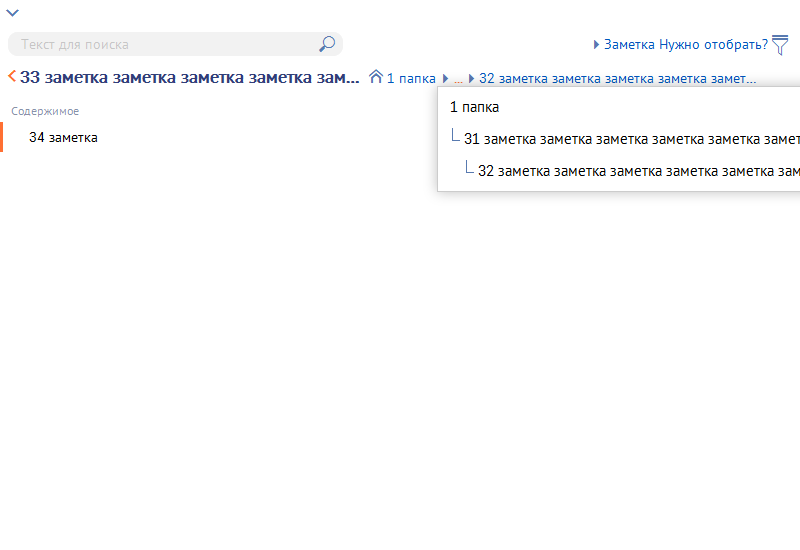 Текст для поиска
Заметка Нужно отобрать?
33 заметка заметка заметка заметка зам... 1 папка ... 32 заметка заметка заметка заметка замет...
Содержимое
34 заметка
1 папка
31 заметка заметка заметка заметка заметка замет
32 заметка заметка заметка заметка заметка зам